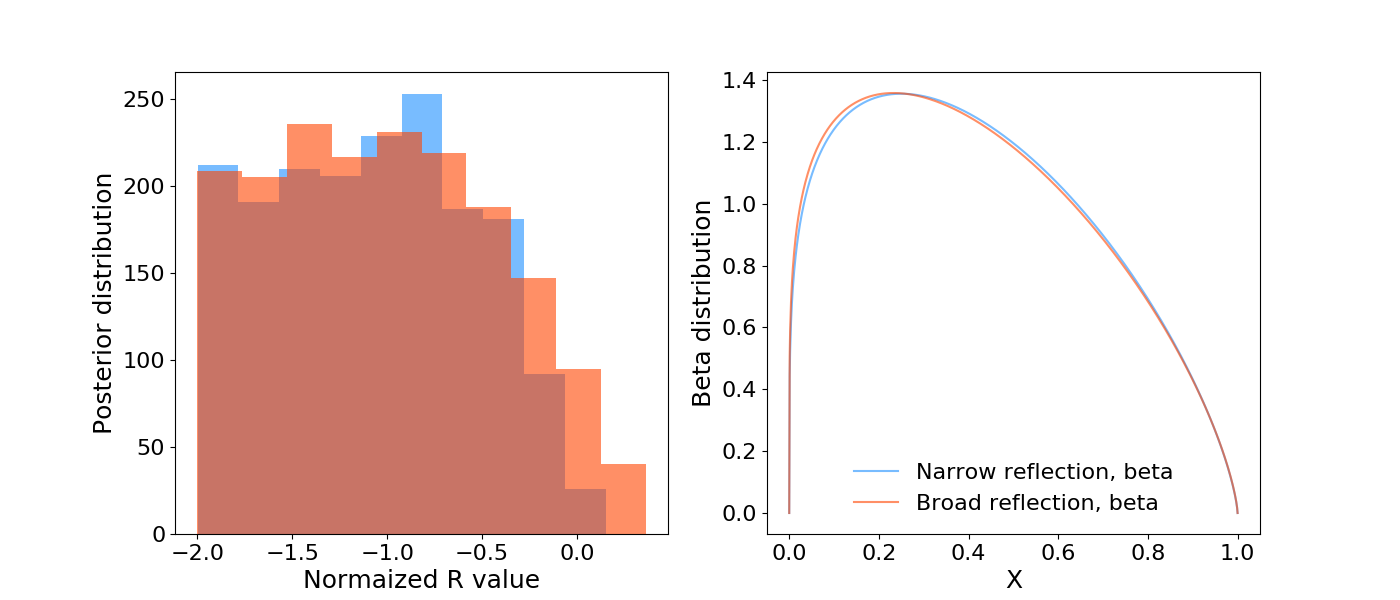 250
200
150
100
50
0
Posterior distribution
−2.0 −1.5 −1.0 −0.5 0.0
Normaized R value
1.4
1.2
1.0
0.8
0.6
0.4
0.2
0.0
Beta distribution
Narrow reflection, beta
Broad reflection, beta
0.0 0.2 0.4 0.6 0.8 1.0
X